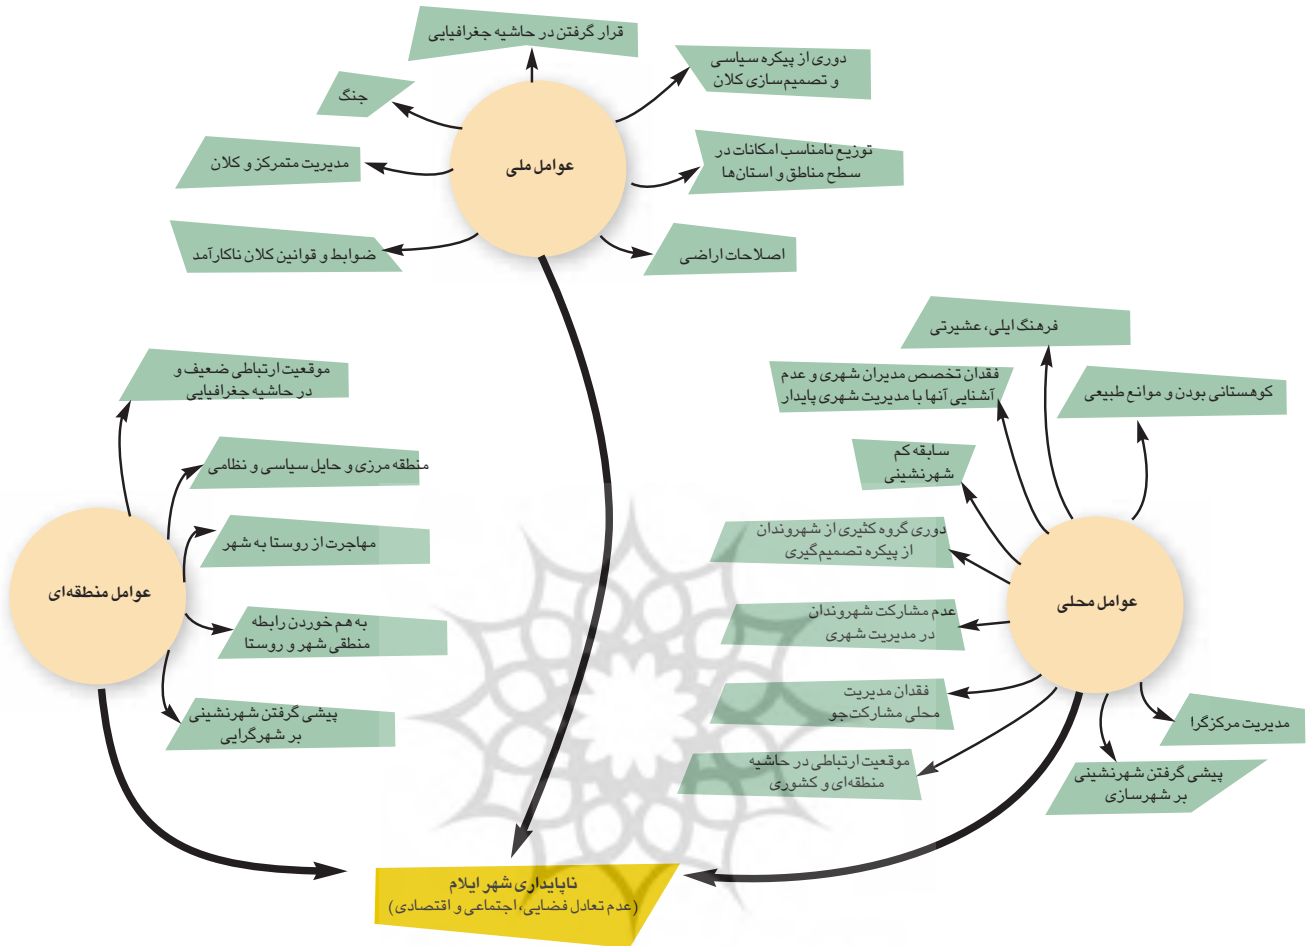 قرار گرفتن در حاشیه جغرافیایی
دوری از پیکره سیاسی
و تصمیم‌سازی کلان
جنگ
توزیع نامناسب امکانات در
سطح مناطق و استان‌ها
مدیریت متمرکز و کلان
عوامل ملی
اصلاحات اراضی
ضوابط و قوانین کلان ناکارآمد
فرهنگ ایلی، عشیرتی
کوهستانی بودن و موانع طبیعی
فقدان تخصص مدیران شهری و عدم
آشنایی آنها با مدیریت شهری پایدار
سابقه کم
شهرنشینی
دوری گروه کثیری از شهروندان
از پیکره تصمیم‌گیری
عدم مشارکت شهروندان
در مدیریت شهری
عوامل محلی
فقدان مدیریت
محلی مشارکت‌جو
موقعیت ارتباطی در حاشیه
منطقه‌ای و کشوری
مدیریت مرکزگرا
پیشی گرفتن شهرنشینی
بر شهرسازی
موقعیت ارتباطی ضعیف و
در حاشیه جغرافیایی
منطقه مرزی و حایل سیاسی و نظامی
مهاجرت از روستا به شهر
عوامل منطقه‌ای
به هم خوردن رابطه
منطقی شهر و روستا
پیشی گرفتن شهرنشینی
بر شهرگرایی
ناپایداری شهر ایلام
(عدم تعادل فضایی، اجتماعی و اقتصادی)